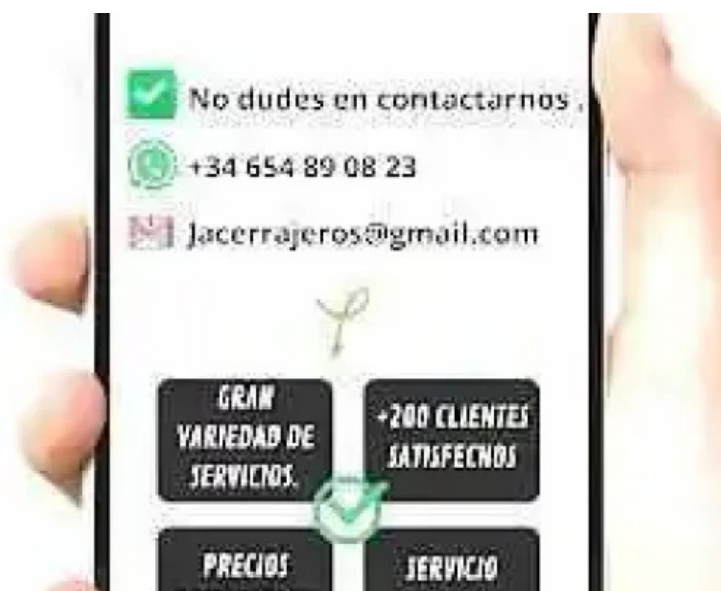 No dudes en contactarnos .
+34 654 89 08 23
Jacerrajeros@gmail.com
GRAN
VARIEDAD DE
SERVICIOS.
+200 CLIENTES
SATISFECHOS
PRECIOS
SERVICIO